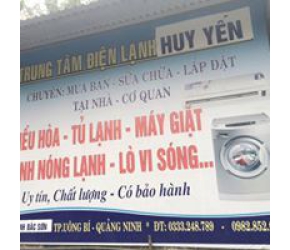 TRUNG TÂM ĐIỆN LẠNH HUY YẾN
CHUYÊN: MUA BÁN - SỬA CHỮA - LẮP ĐẶT
TẠI NHÀ - CƠ QUAN
HÒA - TỦ LẠNH - MÁY GIẶT
NÓNG LẠNH - LÒ VI SÓNG...
Uy tín, Chất lượng - Có bảo hành
BẮC SƠN TP.UÔNG BÍ - QUẢNG NINH * ĐT: 0333.248.789 - 0982.852